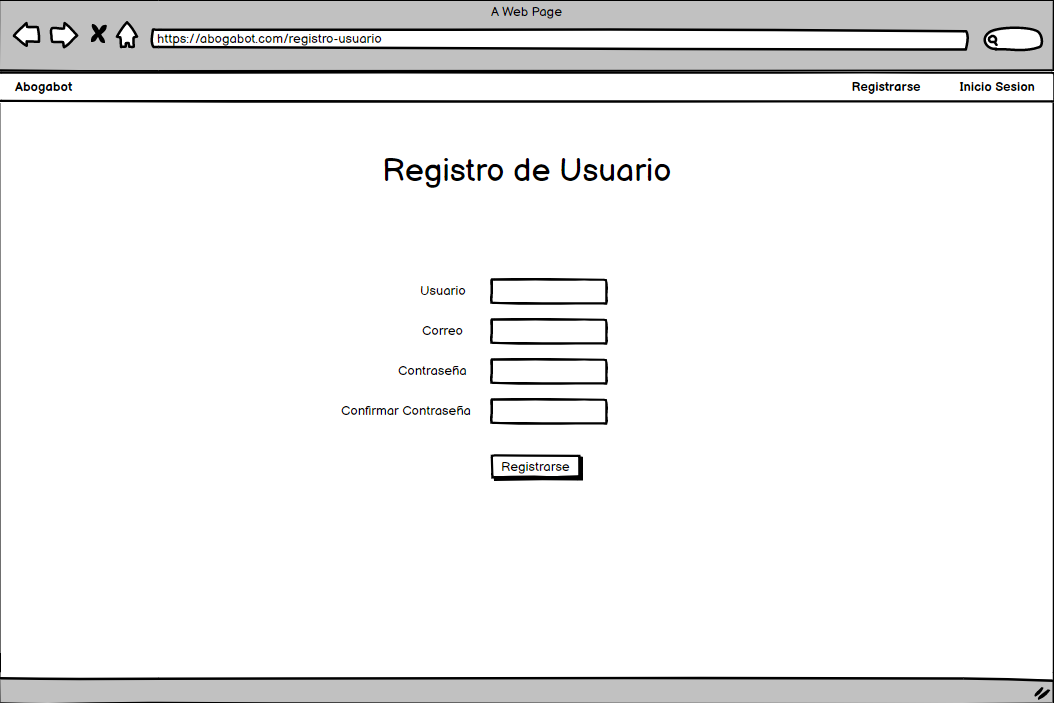 A Web Page
https://abogabot.com/registro-usuario
Abogabot Registrarse Inicio Sesion
Registro de Usuario
Usuario
Correo
Contraseña
Confirmar Contraseña
Registrarse